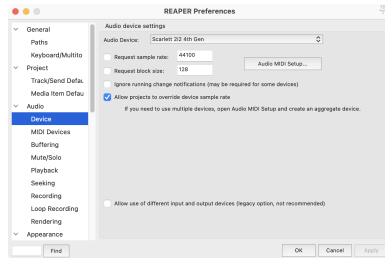 REAPER Preferences
General
Paths
Keyboard/Multito
Project
Track/Send Defau
Media Item Defau
Audio
Device
MIDI Devices
Buffering
Mute/Solo
Playback
Seeking
Recording
Loop Recording
Rendering
Appearance
Find
Audio device settings
Audio Device: Scarlett 2i2 4th Gen
Request sample rate: 44100
Request block size: 128
Audio MIDI Setup...
Ignore running change notifications (may be required for some devices)
Allow projects to override device sample rate
If you need to use multiple devices, open Audio MIDI Setup and create an aggregate device.
Allow use of different input and output devices (legacy option, not recommended)
OK Cancel Apply